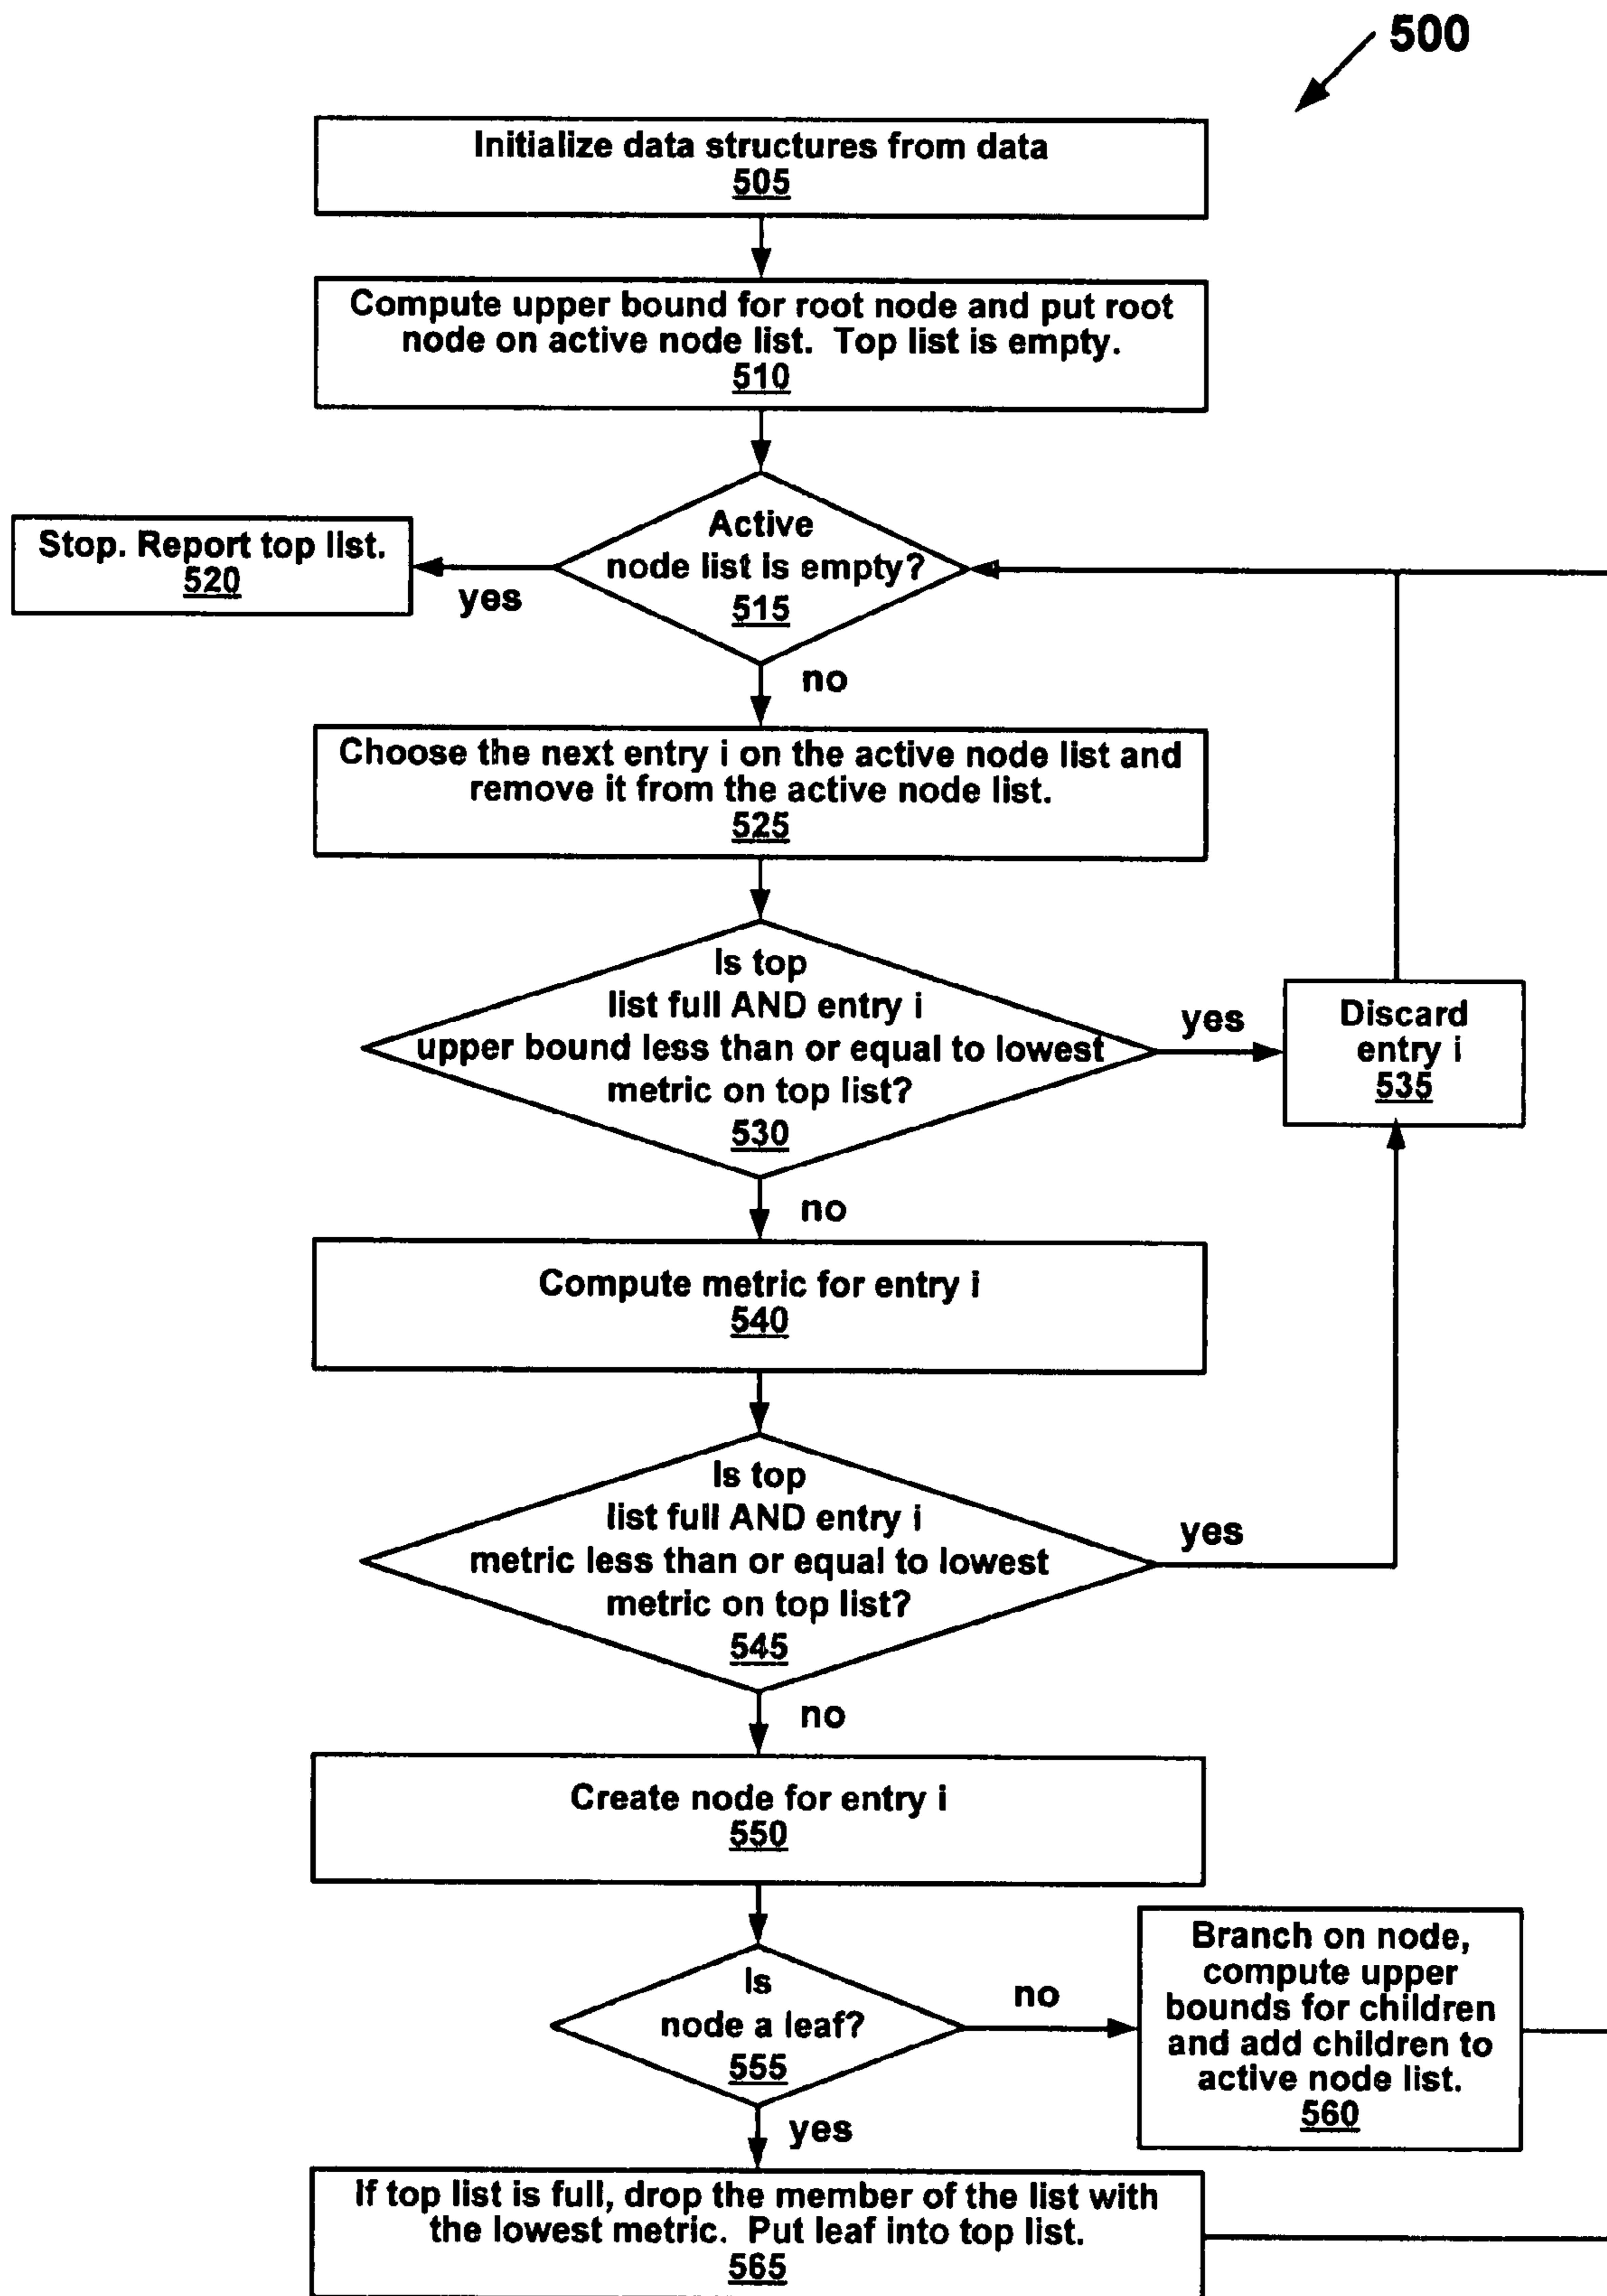 500
Initialize data structures from data
505
Compute upper bound for root node and put root
node on active node list. Top list is empty.
510
Active
node list is empty?
515
Stop. Report top list.
520
yes
no
Choose the next entry i on the active node list and
remove it from the active node list.
525
Is top
list full AND entry i
upper bound less than or equal to lowest
metric on top list?
530
yes
Discard
entry i
535
no
Compute metric for entry i
540
Is top
list full AND entry i
metric less than or equal to lowest
metric on top list?
545
yes
no
Create node for entry i
550
Is
node a leaf?
555
no
Branch on node,
compute upper
bounds for children
and add children to
active node list.
560
yes
If top list is full, drop the member of the list with
the lowest metric. Put leaf into top list.
565